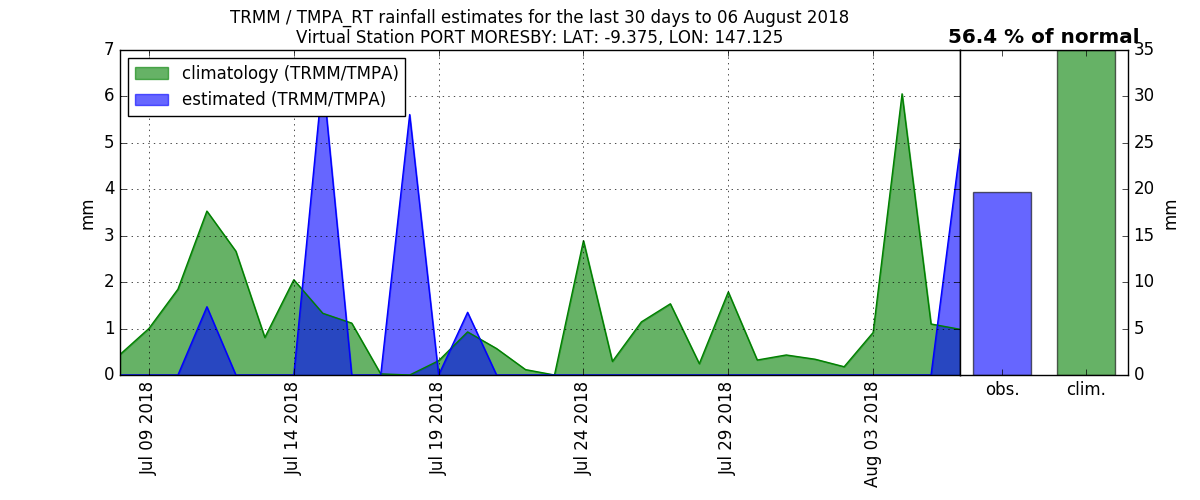 TRMM / TMPA_RT rainfall estimates for the last 30 days to 06 August 2018
Virtual Station PORT MORESBY: LAT: -9.375, LON: 147.125
56.4 % of normal
climatology (TRMM/TMPA)
estimated (TRMM/TMPA)
7
6
5
4
3
2
1
0
mm
Jul 09 2018
Jul 14 2018
Jul 19 2018
Jul 24 2018
Jul 29 2018
Aug 03 2018
obs.
clim.
35
30
25
20
15
10
5
0
mm